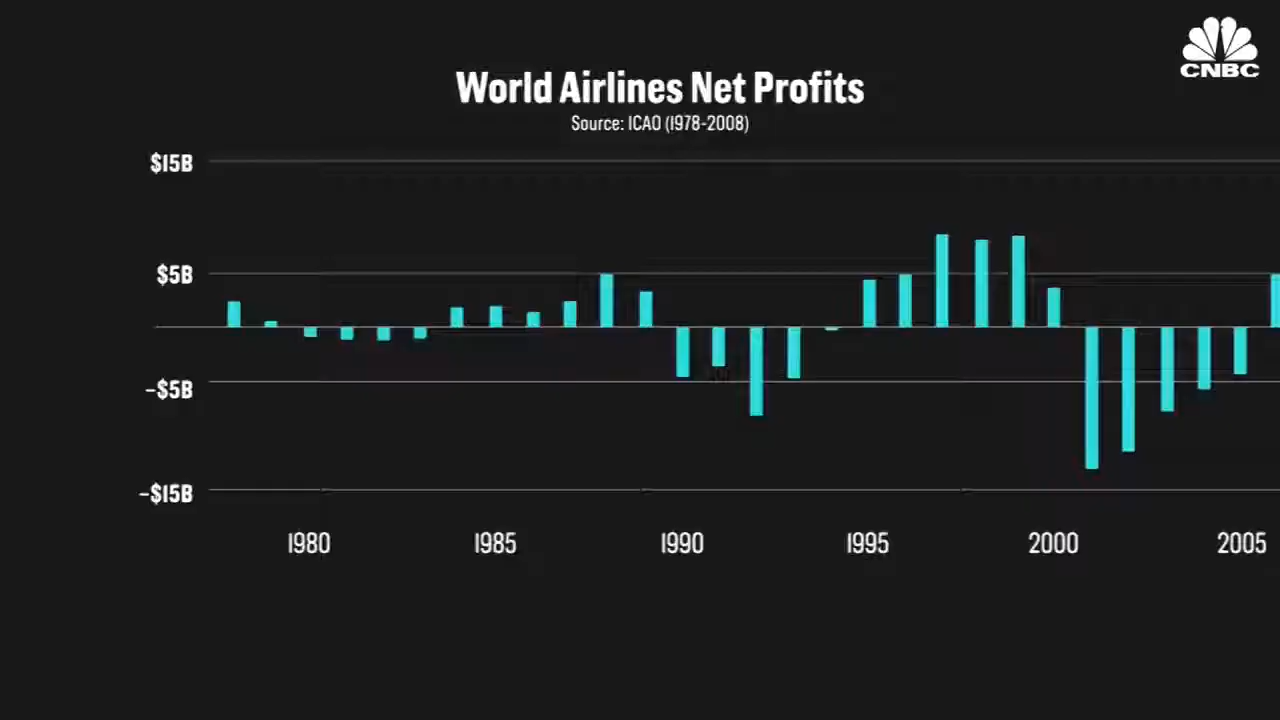 CNBC
World Airlines Net Profits
Source: ICAO (1978-2008)
$15B
$5B
-$5B
-$15B
1980 1985 1990 1995 2000 2005